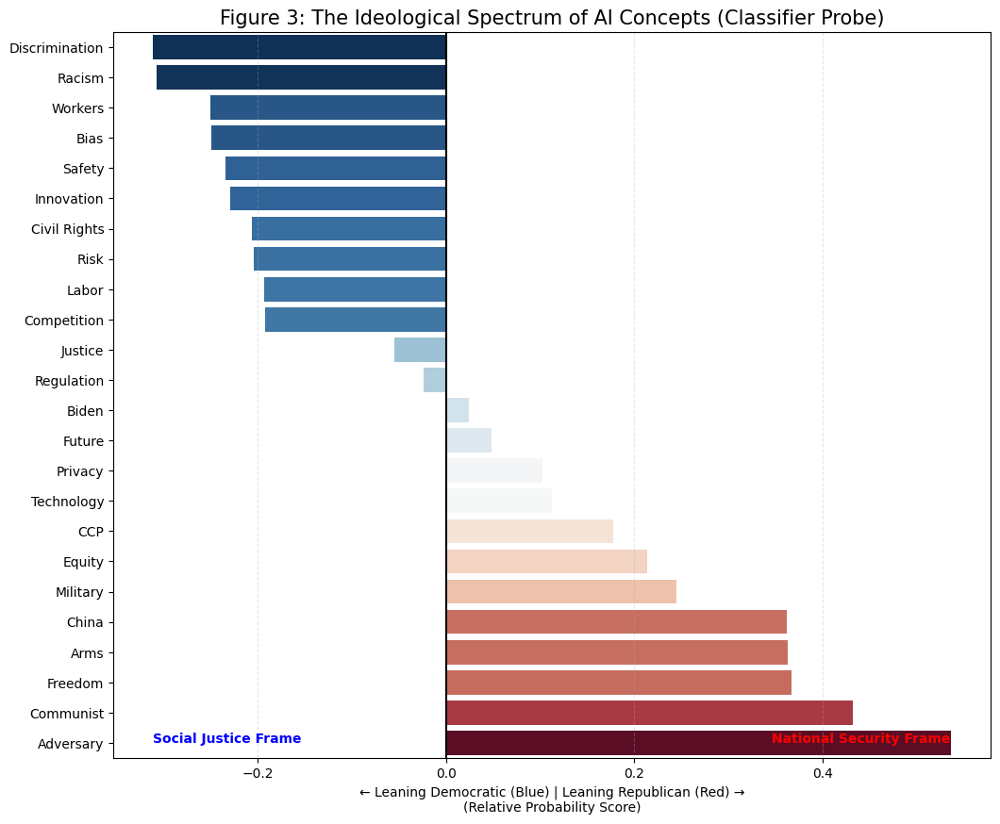 Figure 3: The Ideological Spectrum of AI Concepts (Classifier Probe)
Discrimination
Racism
Workers
Bias
Safety
Innovation
Civil Rights
Risk
Labor
Competition
Justice
Regulation
Biden
Future
Privacy
Technology
CCP
Equity
Military
China
Arms
Freedom
Communist
Adversary
Social Justice Frame
National Security Frame
−0.2
0.0
0.2
0.4
← Leaning Democratic (Blue) | Leaning Republican (Red) →
(Relative Probability Score)